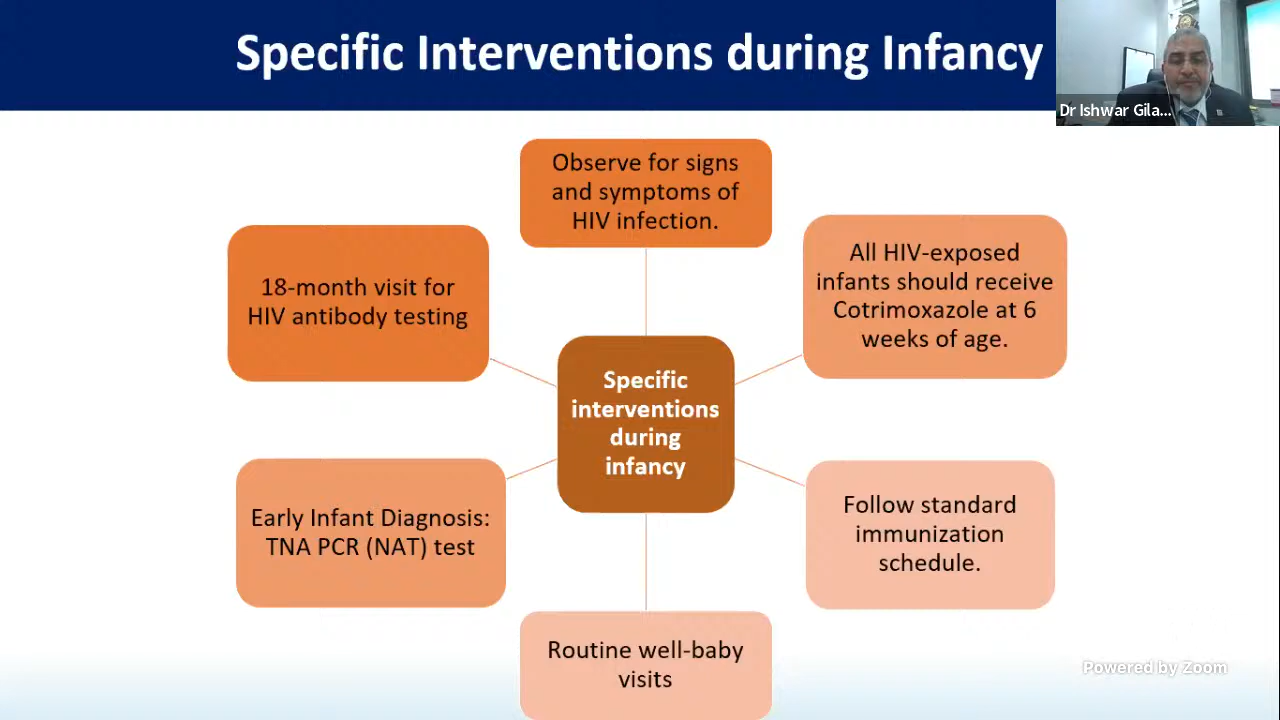 Specific Interventions during Infancy
Dr Ishwar Gila...
Observe for signs
and symptoms of
HIV infection.
All HIV-exposed
infants should receive
Cotrimoxazole at 6
weeks of age.
Follow standard
immunization
schedule.
Routine well-baby
visits
Early Infant Diagnosis:
TNA PCR (NAT) test
18-month visit for
HIV antibody testing
Specific
interventions
during
infancy
Powered by Zoom